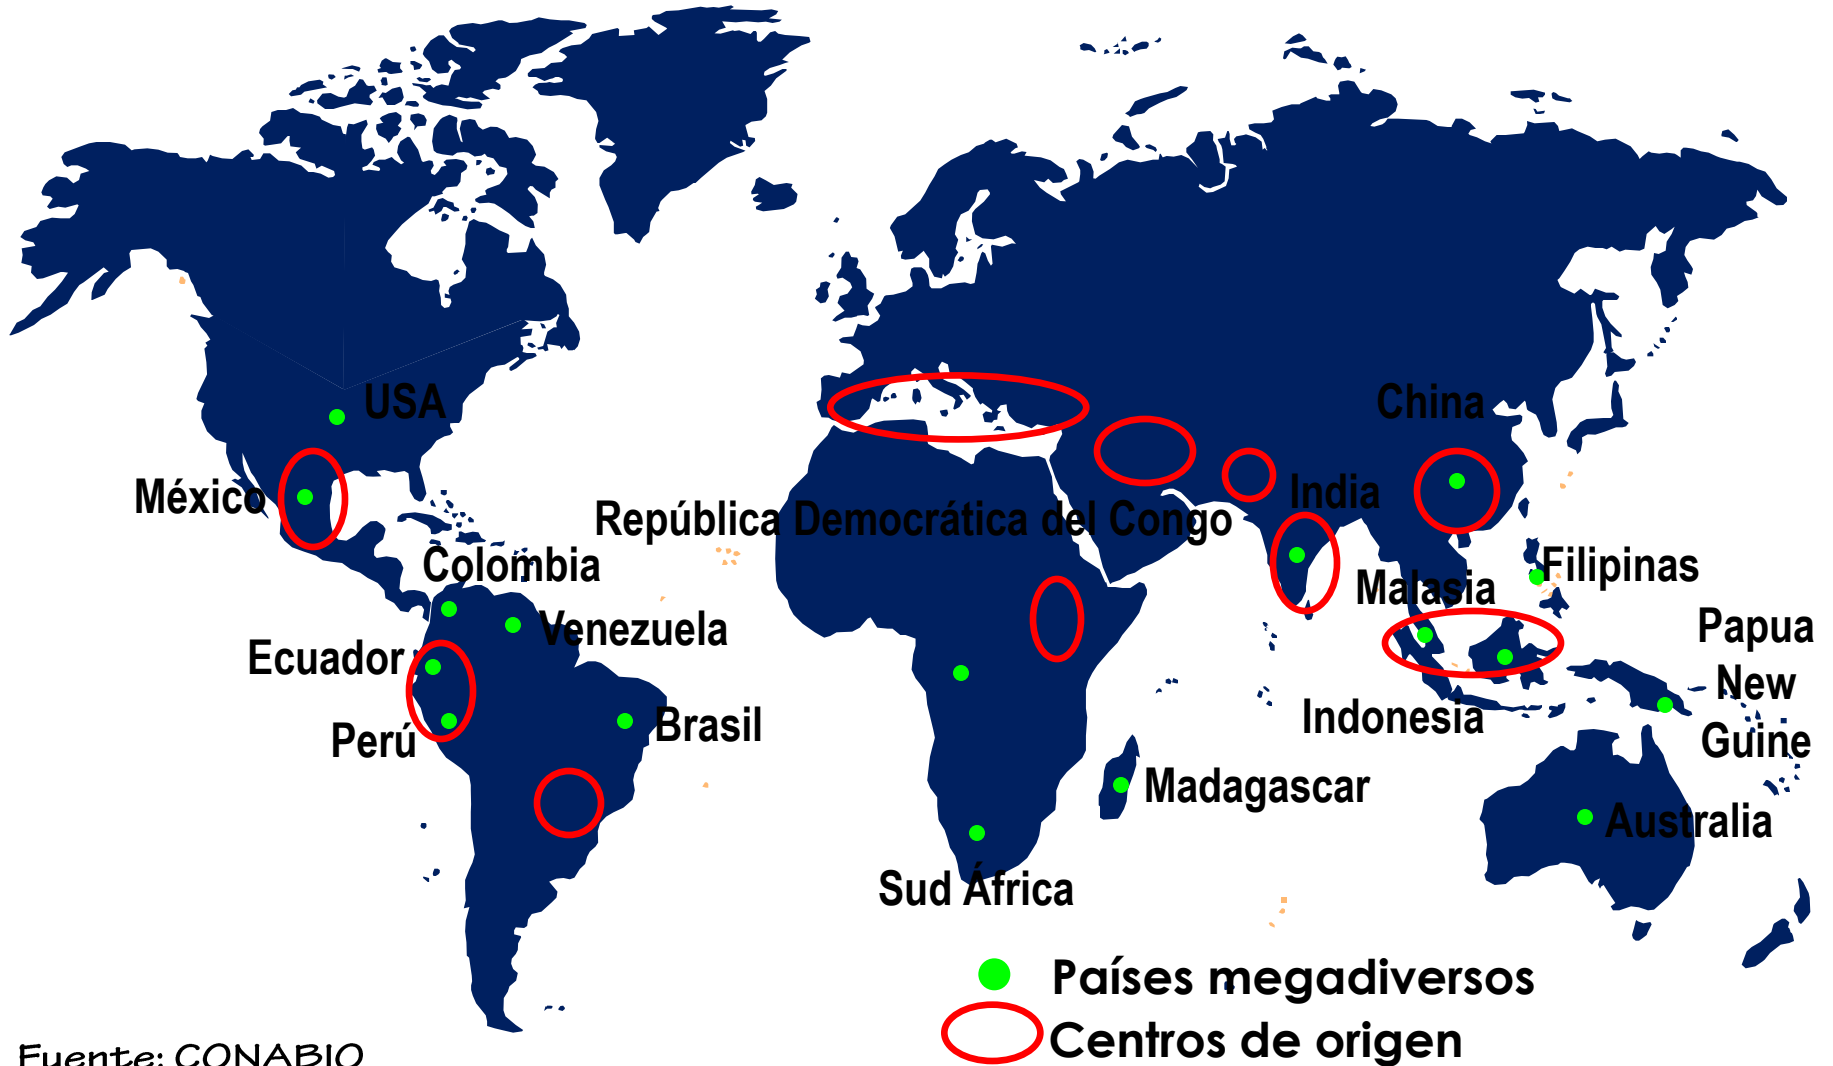 USA
China
México
India
República Democrática del Congo
Colombia
Filipinas
Malasia
Venezuela
Papua
New
Guine
Ecuador
Indonesia
Perú
Brasil
Madagascar
Australia
Sud África
Países megadiversos
Centros de origen
Fuente: CONABIO